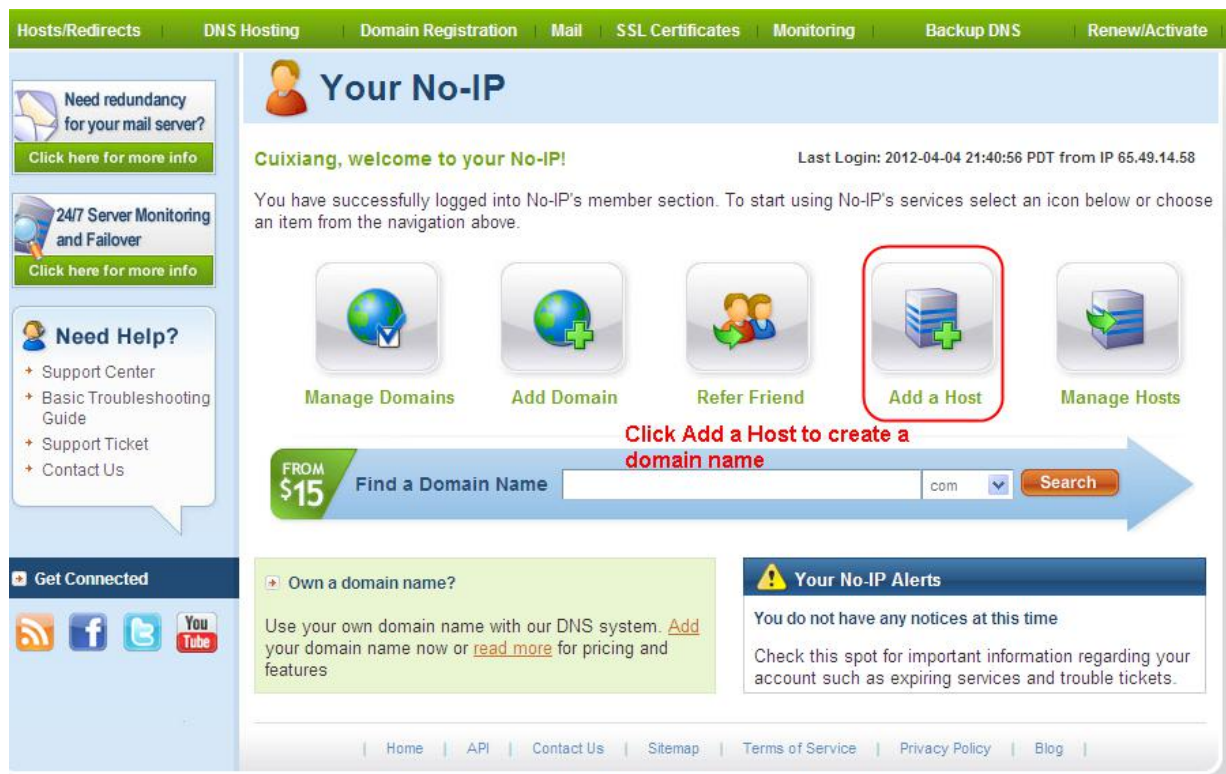 Hosts/Redirects DNS Hosting Domain Registration Mail SSL Certificates Monitoring Backup DNS Renew/Activate
Need redundancy
for your mail server?
Click here for more info
24/7 Server Monitoring
and Failover
Click here for more info
Need Help?
Support Center
Basic Troubleshooting
Guide
Support Ticket
Contact Us
Get Connected
You
Tube
Your No-IP
Cuixiang, welcome to your No-IP!
Last Login: 2012-04-04 21:40:56 PDT from IP 65.49.14.58
You have successfully logged into No-IP's member section. To start using No-IP's services select an icon below or choose
an item from the navigation above.
Manage Domains
Add Domain
Refer Friend
Add a Host
Manage Hosts
Click Add a Host to create a
domain name
FROM
$15
Find a Domain Name
com
Search
Own a domain name?
Use your own domain name with our DNS system. Add
your domain name now or read more for pricing and
features
Your No-IP Alerts
You do not have any notices at this time
Check this spot for important information regarding your
account such as expiring services and trouble tickets.
| Home | API | Contact Us | Sitemap | Terms of Service | Privacy Policy | Blog |